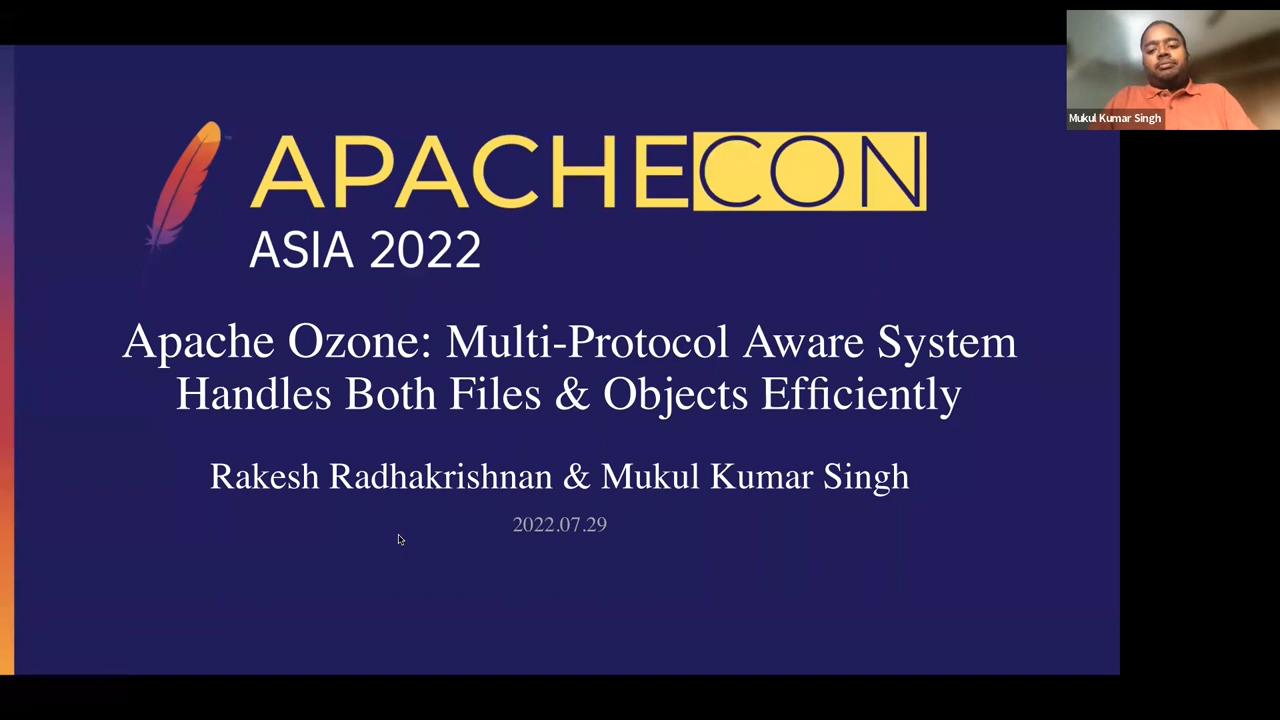 APACHECON
ASIA 2022
Apache Ozone: Multi-Protocol Aware System
Handles Both Files & Objects Efficiently
Rakesh Radhakrishnan & Mukul Kumar Singh
2022.07.29
Mukul Kumar Singh